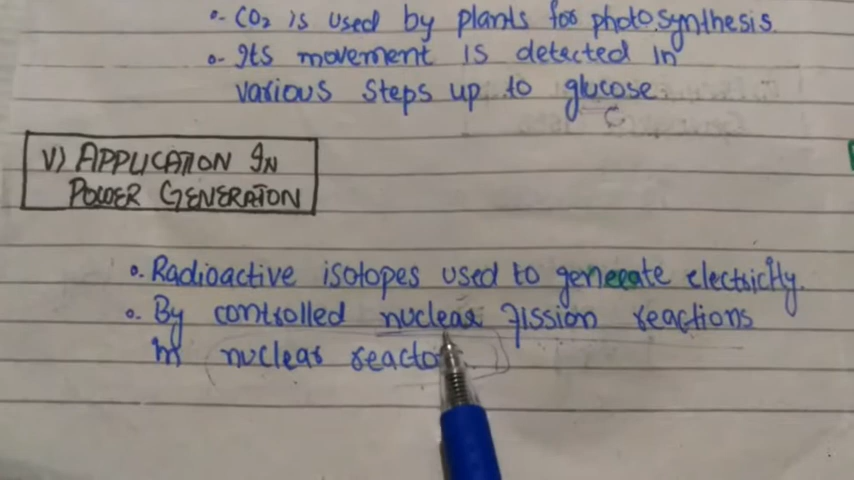 o- CO2 is used by plants for photosynthesis.
o- Its movement is detected in
various steps up to glucose
V) APPLICATION IN
POWER GENERATON
o- Radioactive isotopes used to generate electricity.
o- By controlled nuclear fission reactions
in nuclear reactor